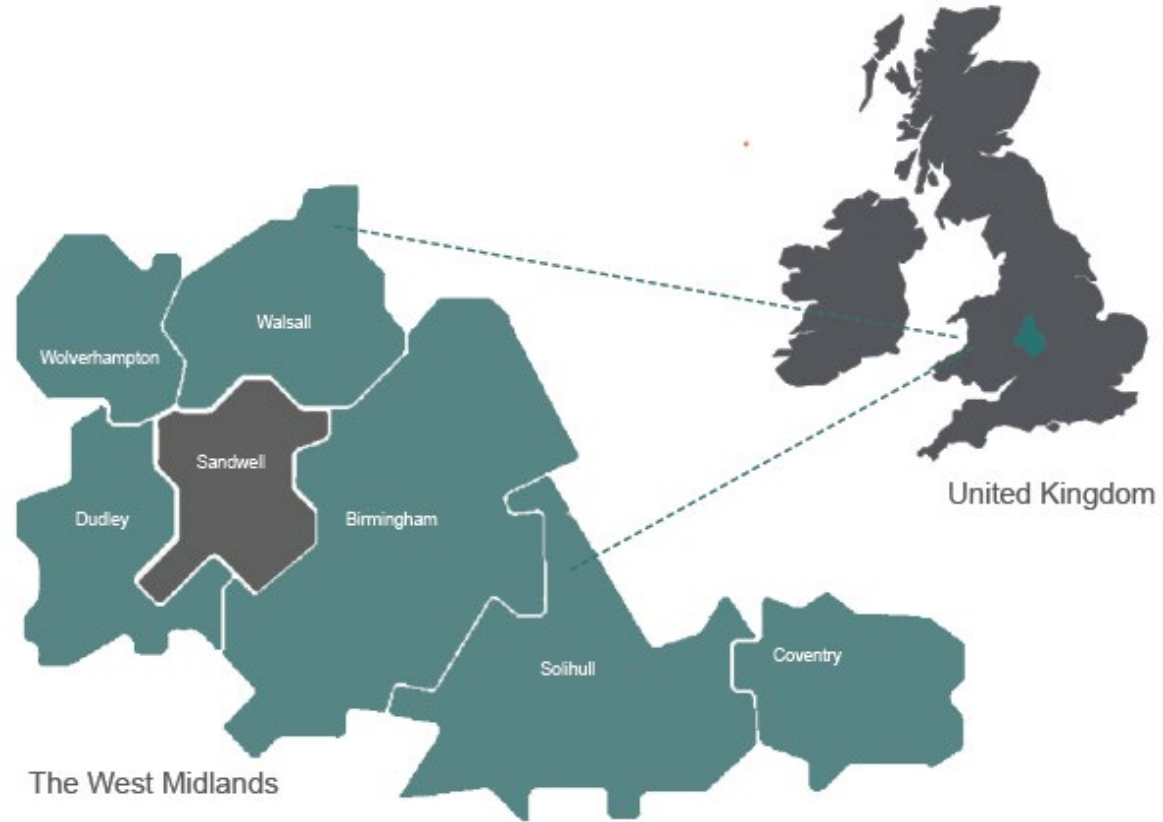 Walsall
Wolverhampton
Sandwell
United Kingdom
Dudley
Birmingham
Coventry
Solihull
The West Midlands